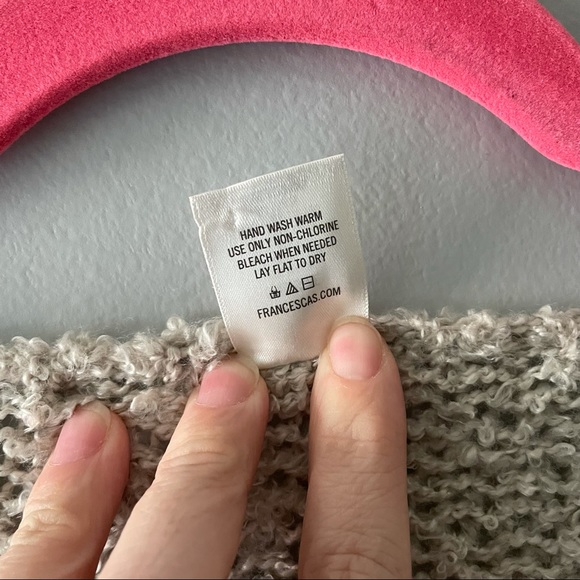 HAND WASH WARM
USE ONLY NON-CHLORINE
BLEACH WHEN NEEDED
LAY FLAT TO DRY
FRANCESCAS.COM